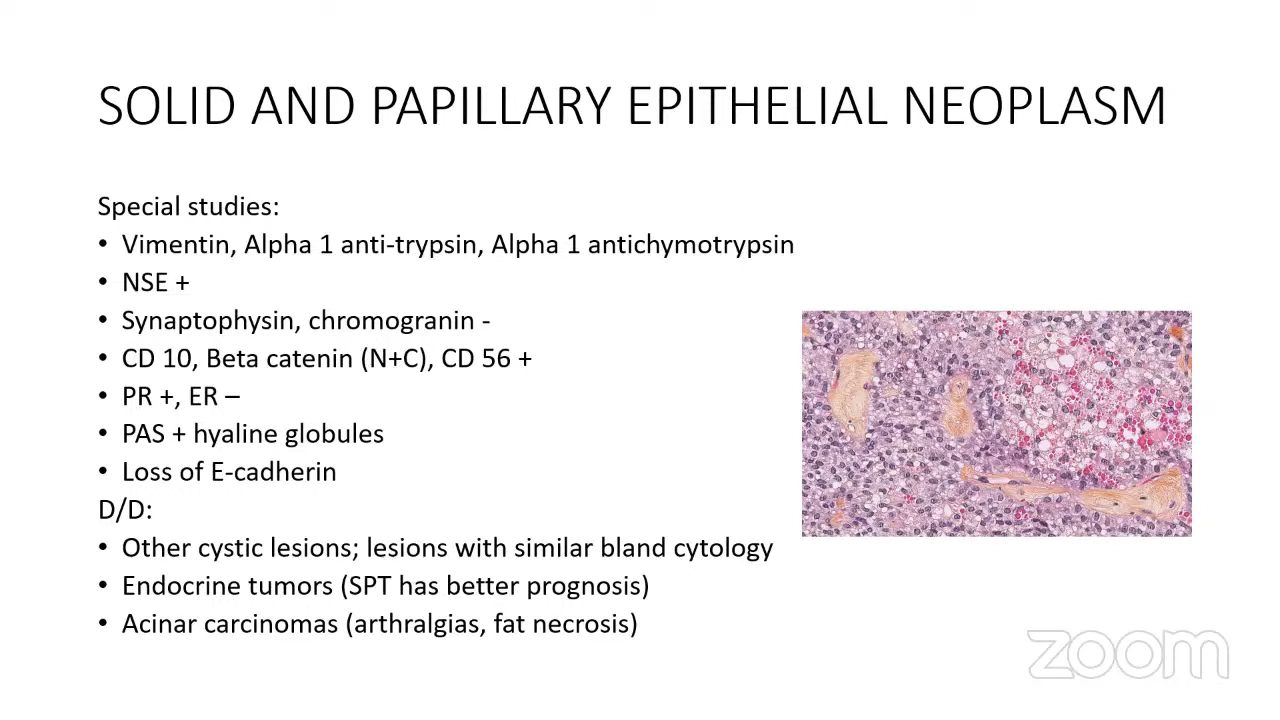 SOLID AND PAPILLARY EPITHELIAL NEOPLASM
Special studies:
• Vimentin, Alpha 1 anti-trypsin, Alpha 1 antichymotrypsin
• NSE +
• Synaptophysin, chromogranin -
• CD 10, Beta catenin (N+C), CD 56 +
• PR +, ER –
• PAS + hyaline globules
• Loss of E-cadherin
D/D:
• Other cystic lesions; lesions with similar bland cytology
• Endocrine tumors (SPT has better prognosis)
• Acinar carcinomas (arthralgias, fat necrosis)
zoom